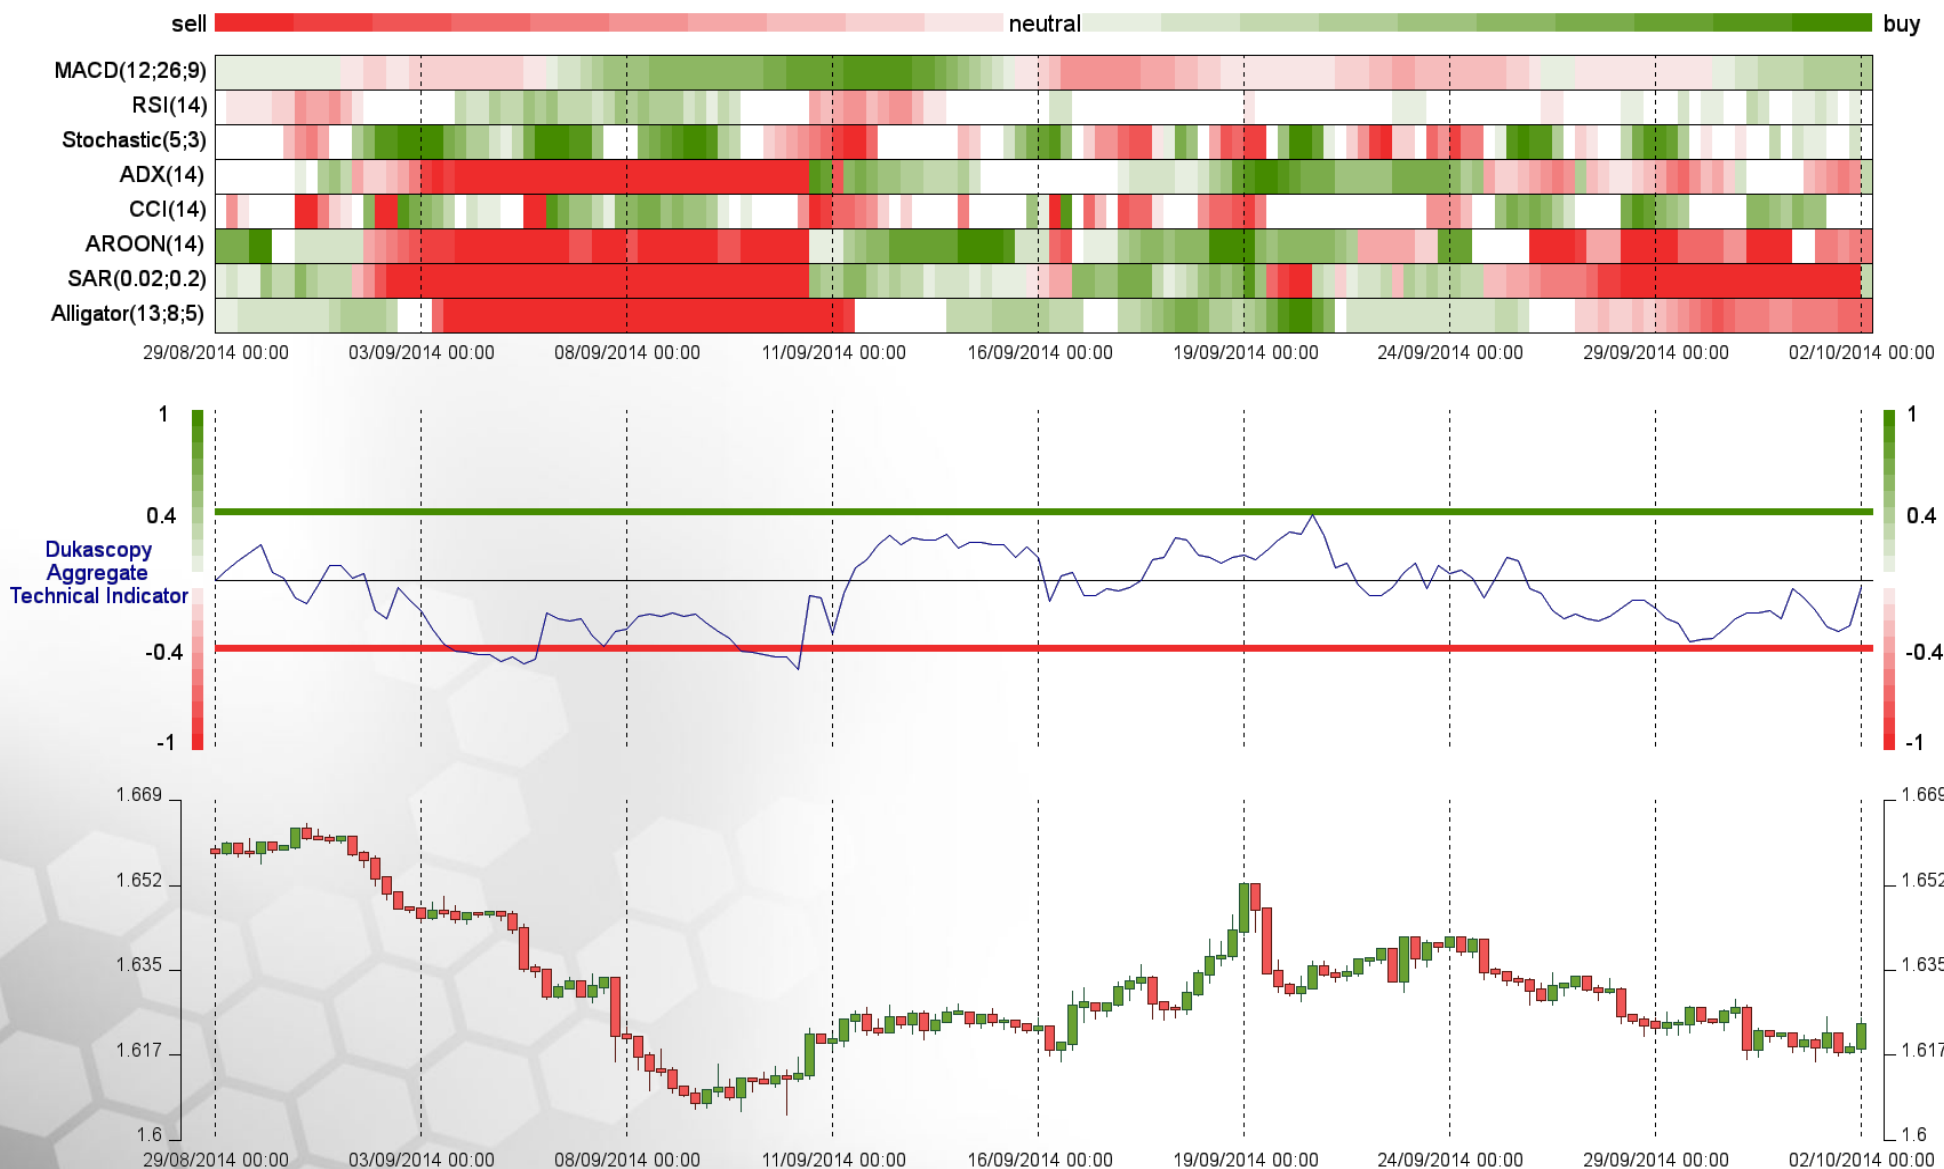 sell neutral buy
MACD(12;26;9)
RSI(14)
Stochastic(5;3)
ADX(14)
CCI(14)
AROON(14)
SAR(0.02;0.2)
Alligator(13;8;5)
29/08/2014 00:00 03/09/2014 00:00 08/09/2014 00:00 11/09/2014 00:00 16/09/2014 00:00 19/09/2014 00:00 24/09/2014 00:00 29/09/2014 00:00 02/10/2014 00:00
1 1
0.4 0.4
Dukascopy
Aggregate
Technical Indicator
-0.4 -0.4
-1 -1
1.669 1.669
1.652 1.652
1.635 1.635
1.617 1.617
1.6 1.6
29/08/2014 00:00 03/09/2014 00:00 08/09/2014 00:00 11/09/2014 00:00 16/09/2014 00:00 19/09/2014 00:00 24/09/2014 00:00 29/09/2014 00:00 02/10/2014 00:00